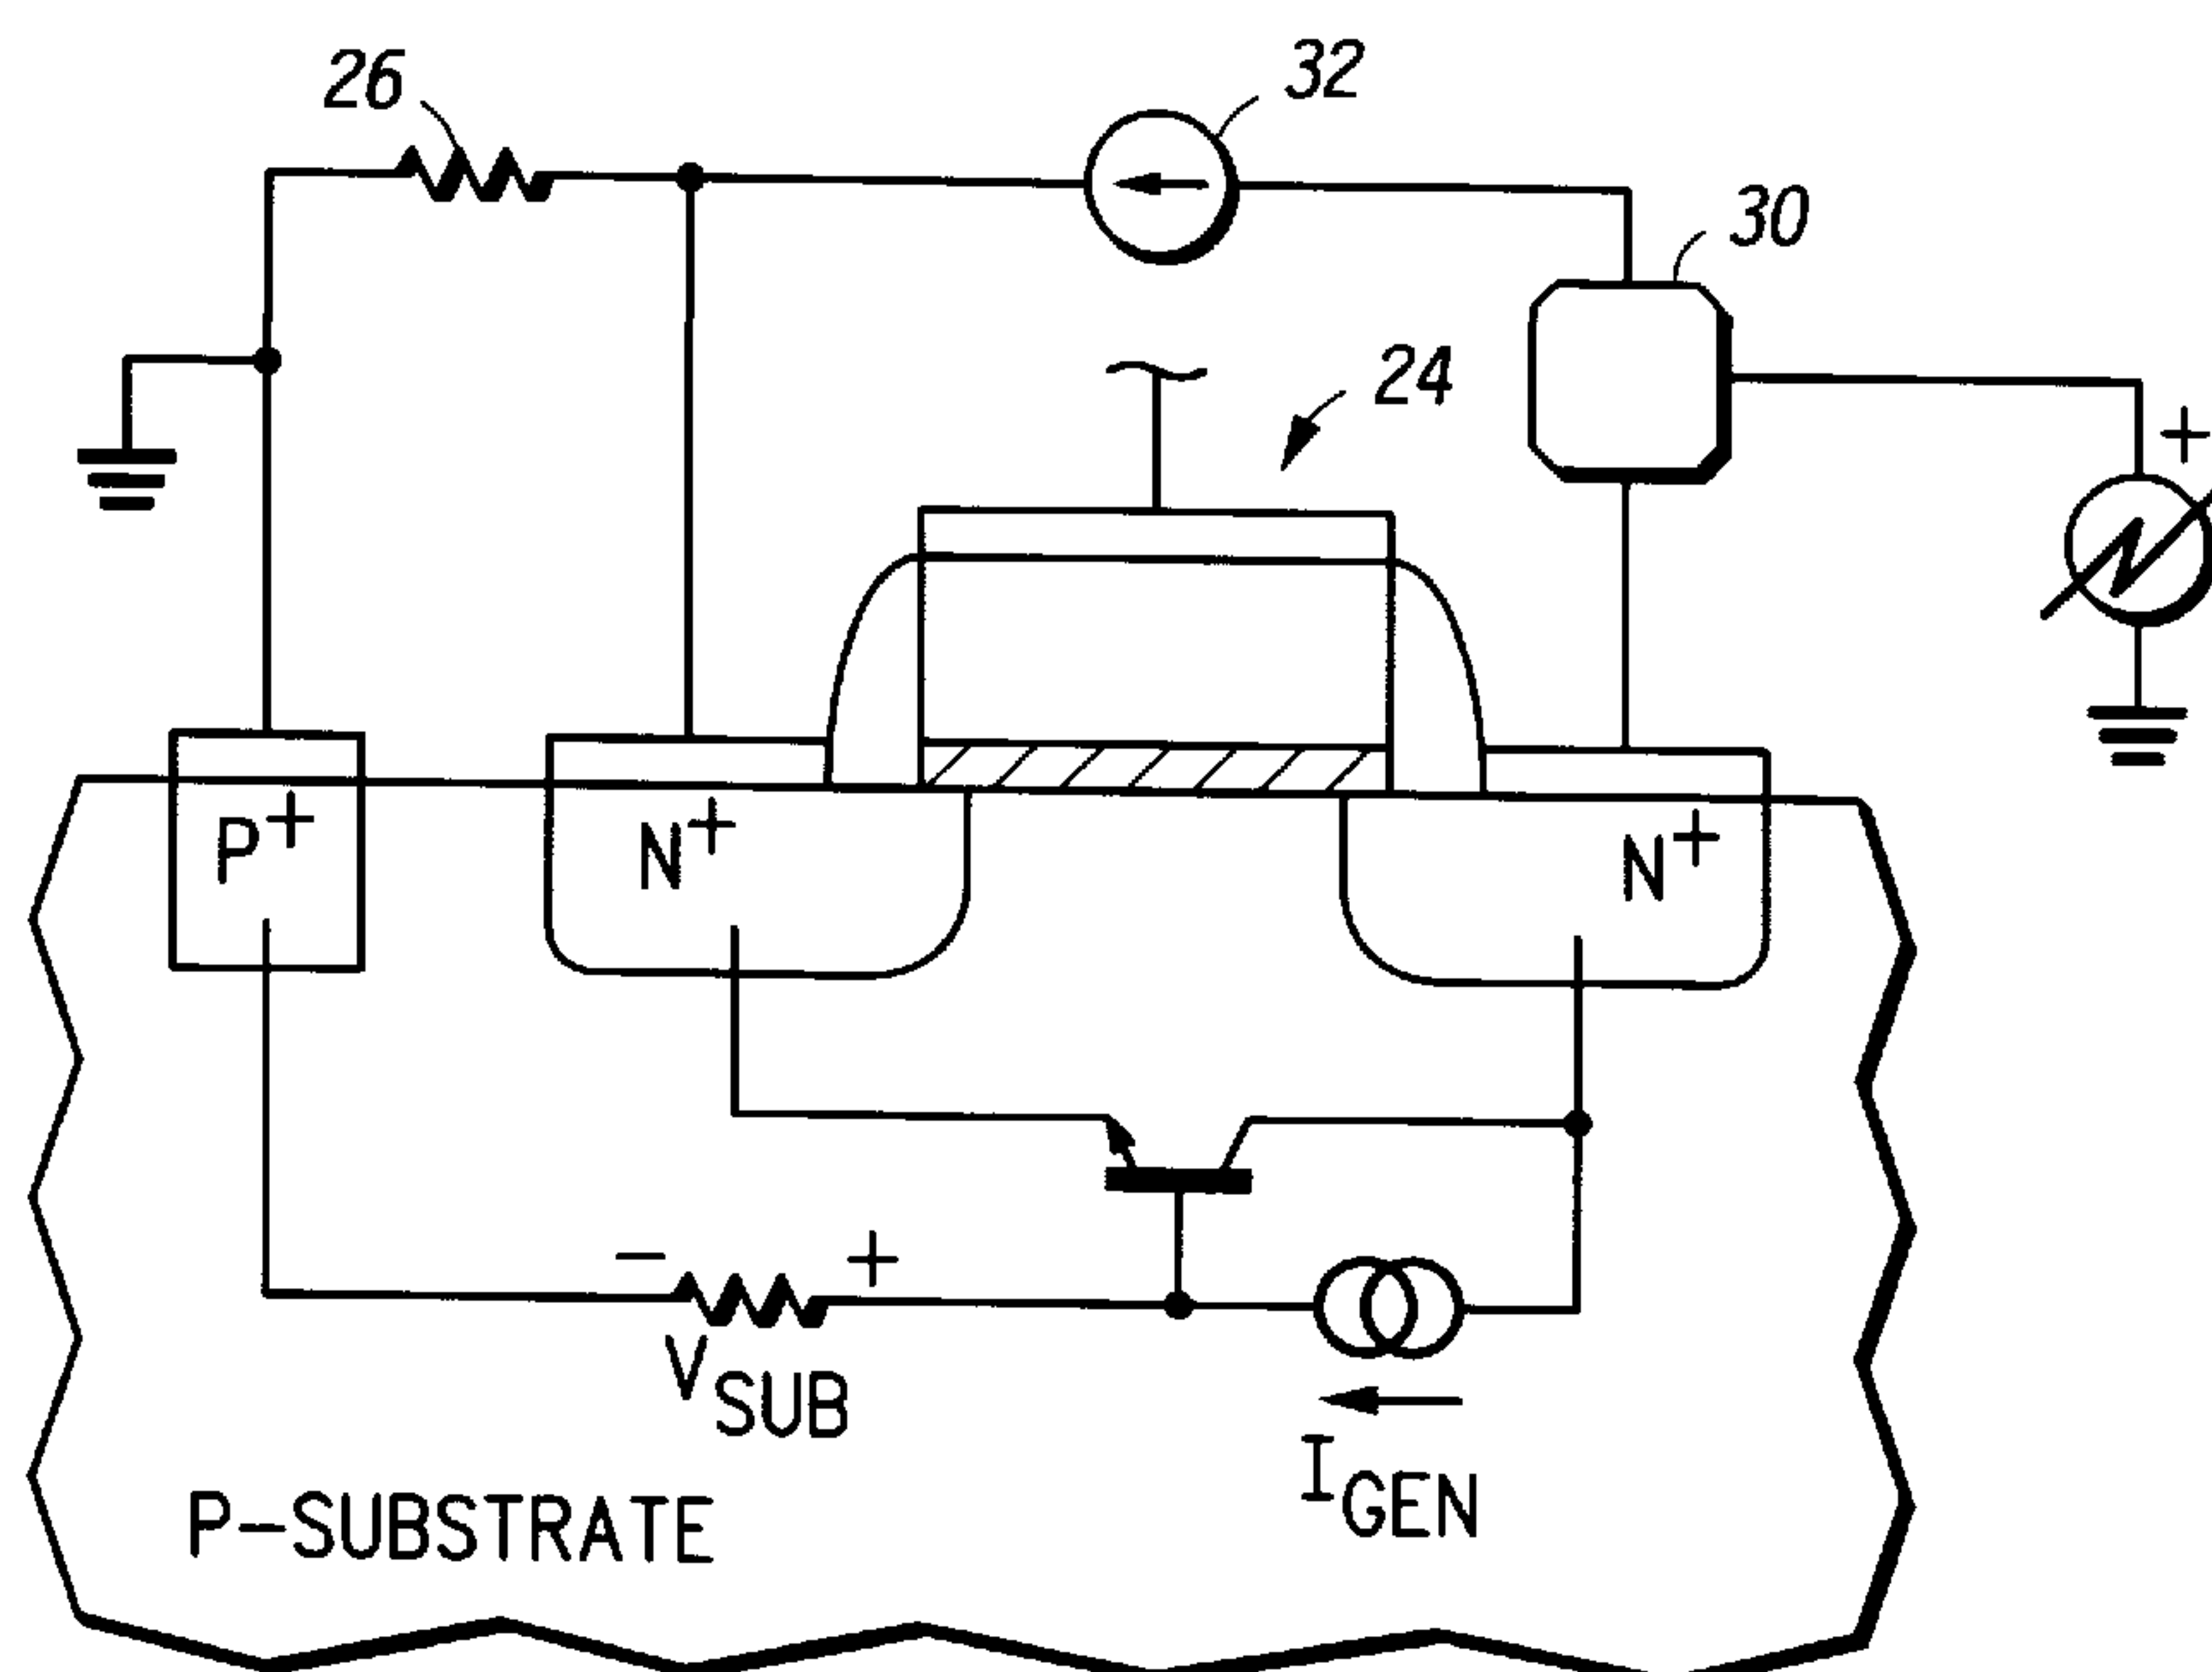 26
32
30
24
+
P+
N+
N+
− +
VSUB
IGEN
P-SUBSTRATE